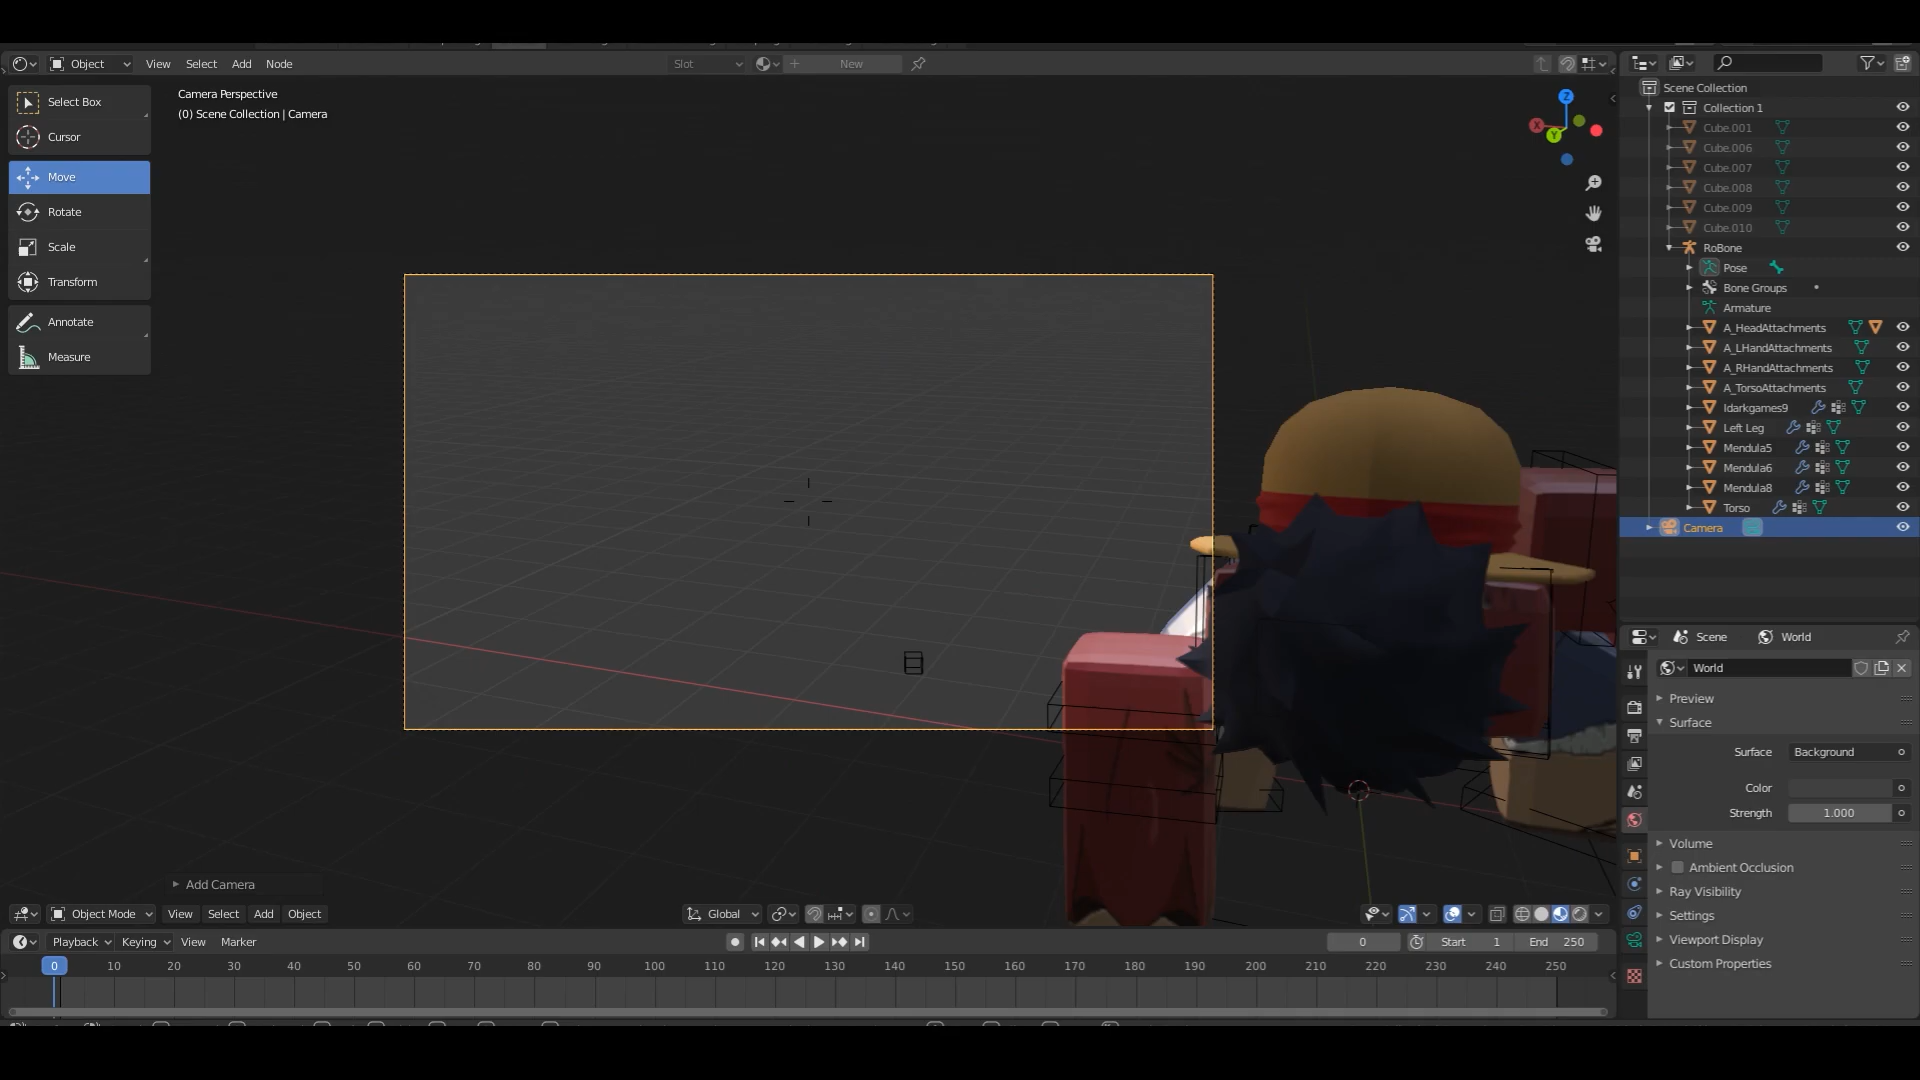 Object
View
Select
Add
Node
Slot
New
Select Box
Cursor
Move
Rotate
Scale
Transform
Annotate
Measure
Camera Perspective
(0) Scene Collection | Camera
Z
X
Y
Add Camera
Object Mode
View
Select
Add
Object
Global
Playback
Keying
View
Marker
0
Start 1
End 250
0 10 20 30 40 50 60 70 80 90 100 110 120 130 140 150 160 170 180 190 200 210 220 230 240 250
Scene Collection
Collection 1
Cube.001
Cube.006
Cube.007
Cube.008
Cube.009
Cube.010
RoBone
Pose
Bone Groups
Armature
A_HeadAttachments
A_LHandAttachments
A_RHandAttachments
A_TorsoAttachments
Idarkgames9
Left Leg
Mendula5
Mendula6
Mendula8
Torso
Camera
Scene
World
World
Preview
Surface
Surface Background
Color
Strength 1.000
Volume
Ambient Occlusion
Ray Visibility
Settings
Viewport Display
Custom Properties